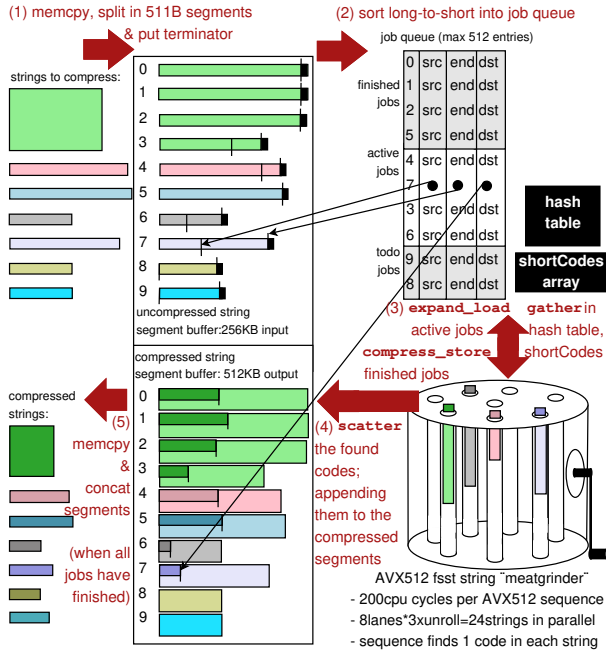 (1) memcpy, split in 511B segments
& put terminator
(2) sort long-to-short into job queue
strings to compress:
0
1
2
3
4
5
6
7
8
9
uncompressed string
segment buffer:256KB input
job queue (max 512 entries)
finished
jobs
active
jobs
todo
jobs
0 src end dst
1 src end dst
2 src end dst
5 src end dst
4 src end dst
7
3 src end dst
6 src end dst
9 src end dst
8 src end dst
hash
table
shortCodes
array
(3) expand_load
active jobs
compress_store
finished jobs
gather in
hash table,
shortCodes
compressed string
segment buffer: 512KB output
0
1
2
3
4
5
6
7
8
9
(4) scatter
the found
codes;
appending
them to the
compressed
segments
compressed
strings:
(5)
memcpy
&
concat
segments
(when all
jobs have
finished)
AVX512 fsst string "meatgrinder"
- 200cpu cycles per AVX512 sequence
- 8lanes*3xunroll=24strings in parallel
- sequence finds 1 code in each string